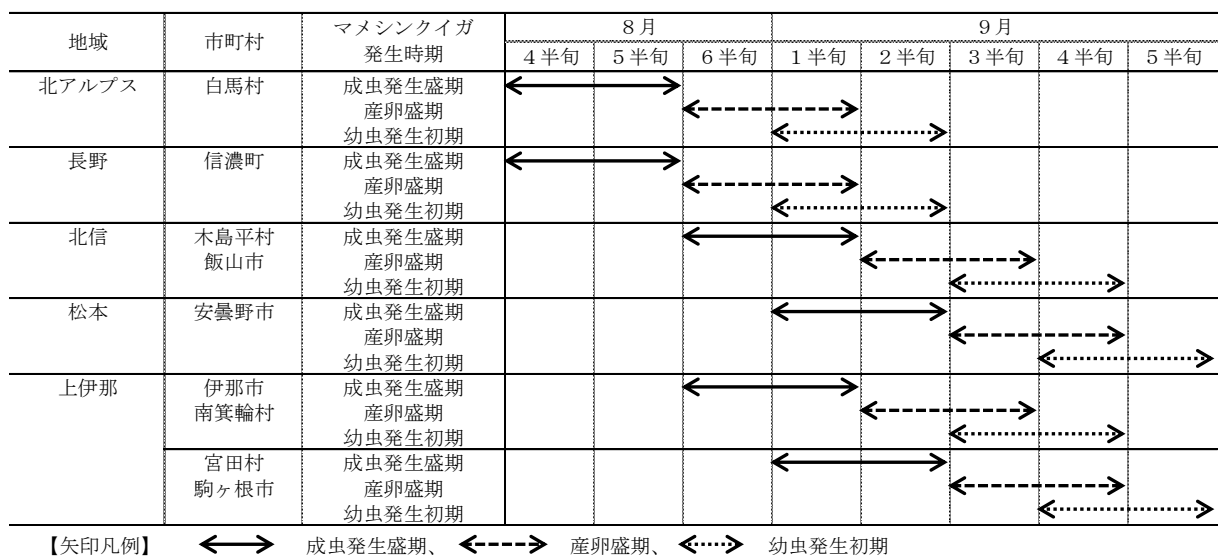 地域 市町村 マメシンクイガ発生時期 8月 9月
4半旬 5半旬 6半旬 1半旬 2半旬 3半旬 4半旬 5半旬
北アルプス 白馬村 成虫発生盛期
産卵盛期
幼虫発生初期
長野 信濃町 成虫発生盛期
産卵盛期
幼虫発生初期
北信 木島平村 成虫発生盛期
飯山市 産卵盛期
幼虫発生初期
松本 安曇野市 成虫発生盛期
産卵盛期
幼虫発生初期
上伊那 伊那市 成虫発生盛期
南箕輪村 産卵盛期
幼虫発生初期
宮田村 成虫発生盛期
駒ヶ根市 産卵盛期
幼虫発生初期
【矢印凡例】 成虫発生盛期、 産卵盛期、 幼虫発生初期